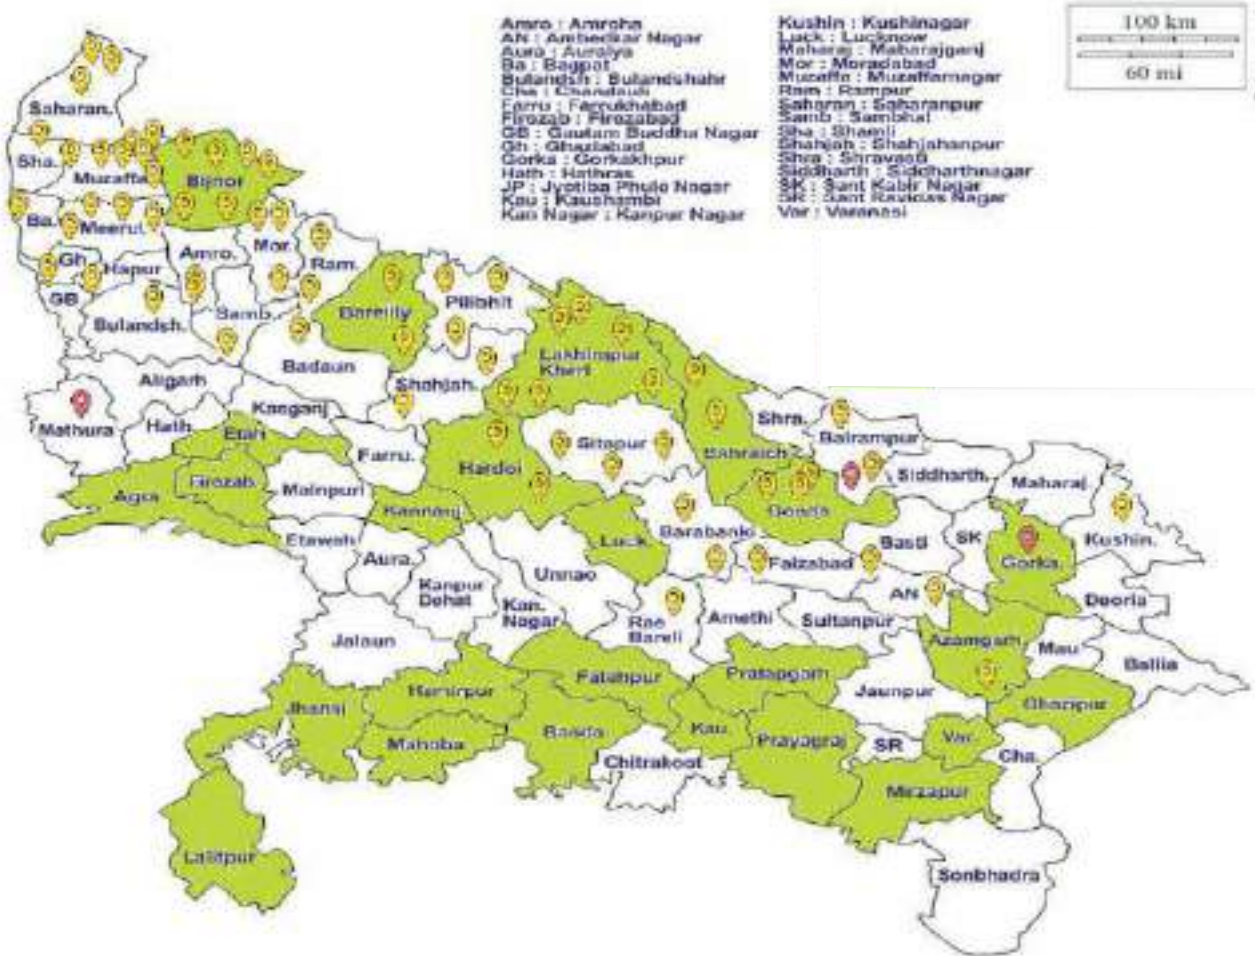 Amro : Amroha
AN : Ambedkar Nagar
Aura : Auraiya
Ba : Bagpat
Bulandsh : Bulandshahr
Cha : Chandauli
Farru : Farrukhabad
Firozab : Firozabad
GB : Gautam Buddha Nagar
Gh : Ghaziabad
Gorka : Gorkakhpur
Hath : Hathras
JP : Jyotiba Phule Nagar
Kau : Kaushambi
Kan Nagar : Kanpur Nagar
Kushin : Kushinagar
Luck : Lucknow
Maharaj : Maharajganj
Mor : Moradabad
Muzaffa : Muzaffarnagar
Ram : Rampur
Saharan : Saharanpur
Samb : Sambhal
Sha : Shamli
Shahjah : Shahjahanpur
Shra : Shravasti
Siddharth : Siddharthnagar
SK : Sant Kabir Nagar
SR : Sant Ravidas Nagar
Var : Varanasi
100 km
60 mi
Saharan.
Sha.
Muzaffa
Bijnor
Ba.
Meerut
Gh
Hapur
Amro.
Mor.
Ram.
GB
Bulandsh.
Samb
Bareilly
Pilibhit
Badaun
Shahjah.
Lakhimpur
Kheri
Aligarh
Mathura
Hath.
Kasganj
Etah
Farru.
Hardoi
Sitapur
Bahraich
Shra.
Balrampur
Siddharth.
Maharaj.
Agra
Firozab.
Mainpuri
Kannauj
Luck.
Barabanki
Gonda
Basti
SK
Gorka.
Kushin.
Etawah
Aura.
Kanpur
Dehat
Unnao
Kan.
Nagar
Rae
Bareli
Faizabad
AN
Deoria
Amethi
Sultanpur
Azamgarh
Mau
Ballia
Jalaun
Hamirpur
Fatehpur
Pratapgarh
Jaunpur
Ghazipur
Jhansi
Mahoba
Banda
Kau.
Prayagraj
SR
Var.
Cha.
Chitrakoot
Mirzapur
Lalitpur
Sonbhadra